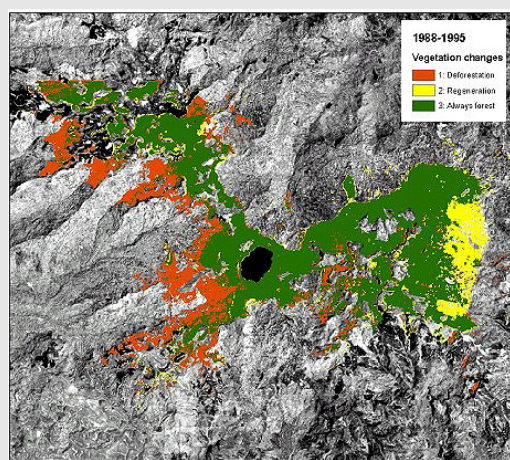 1988-1995
Vegetation changes
1: Deforestation
2: Regeneration
3: Always forest